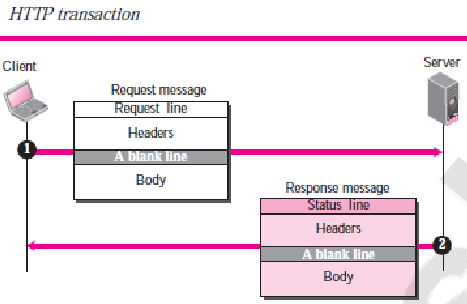 HTTP transaction
Client
Server
Request message
Request line
Headers
A blank line
Body
1
Response message
Status line
Headers
A blank line
Body
2